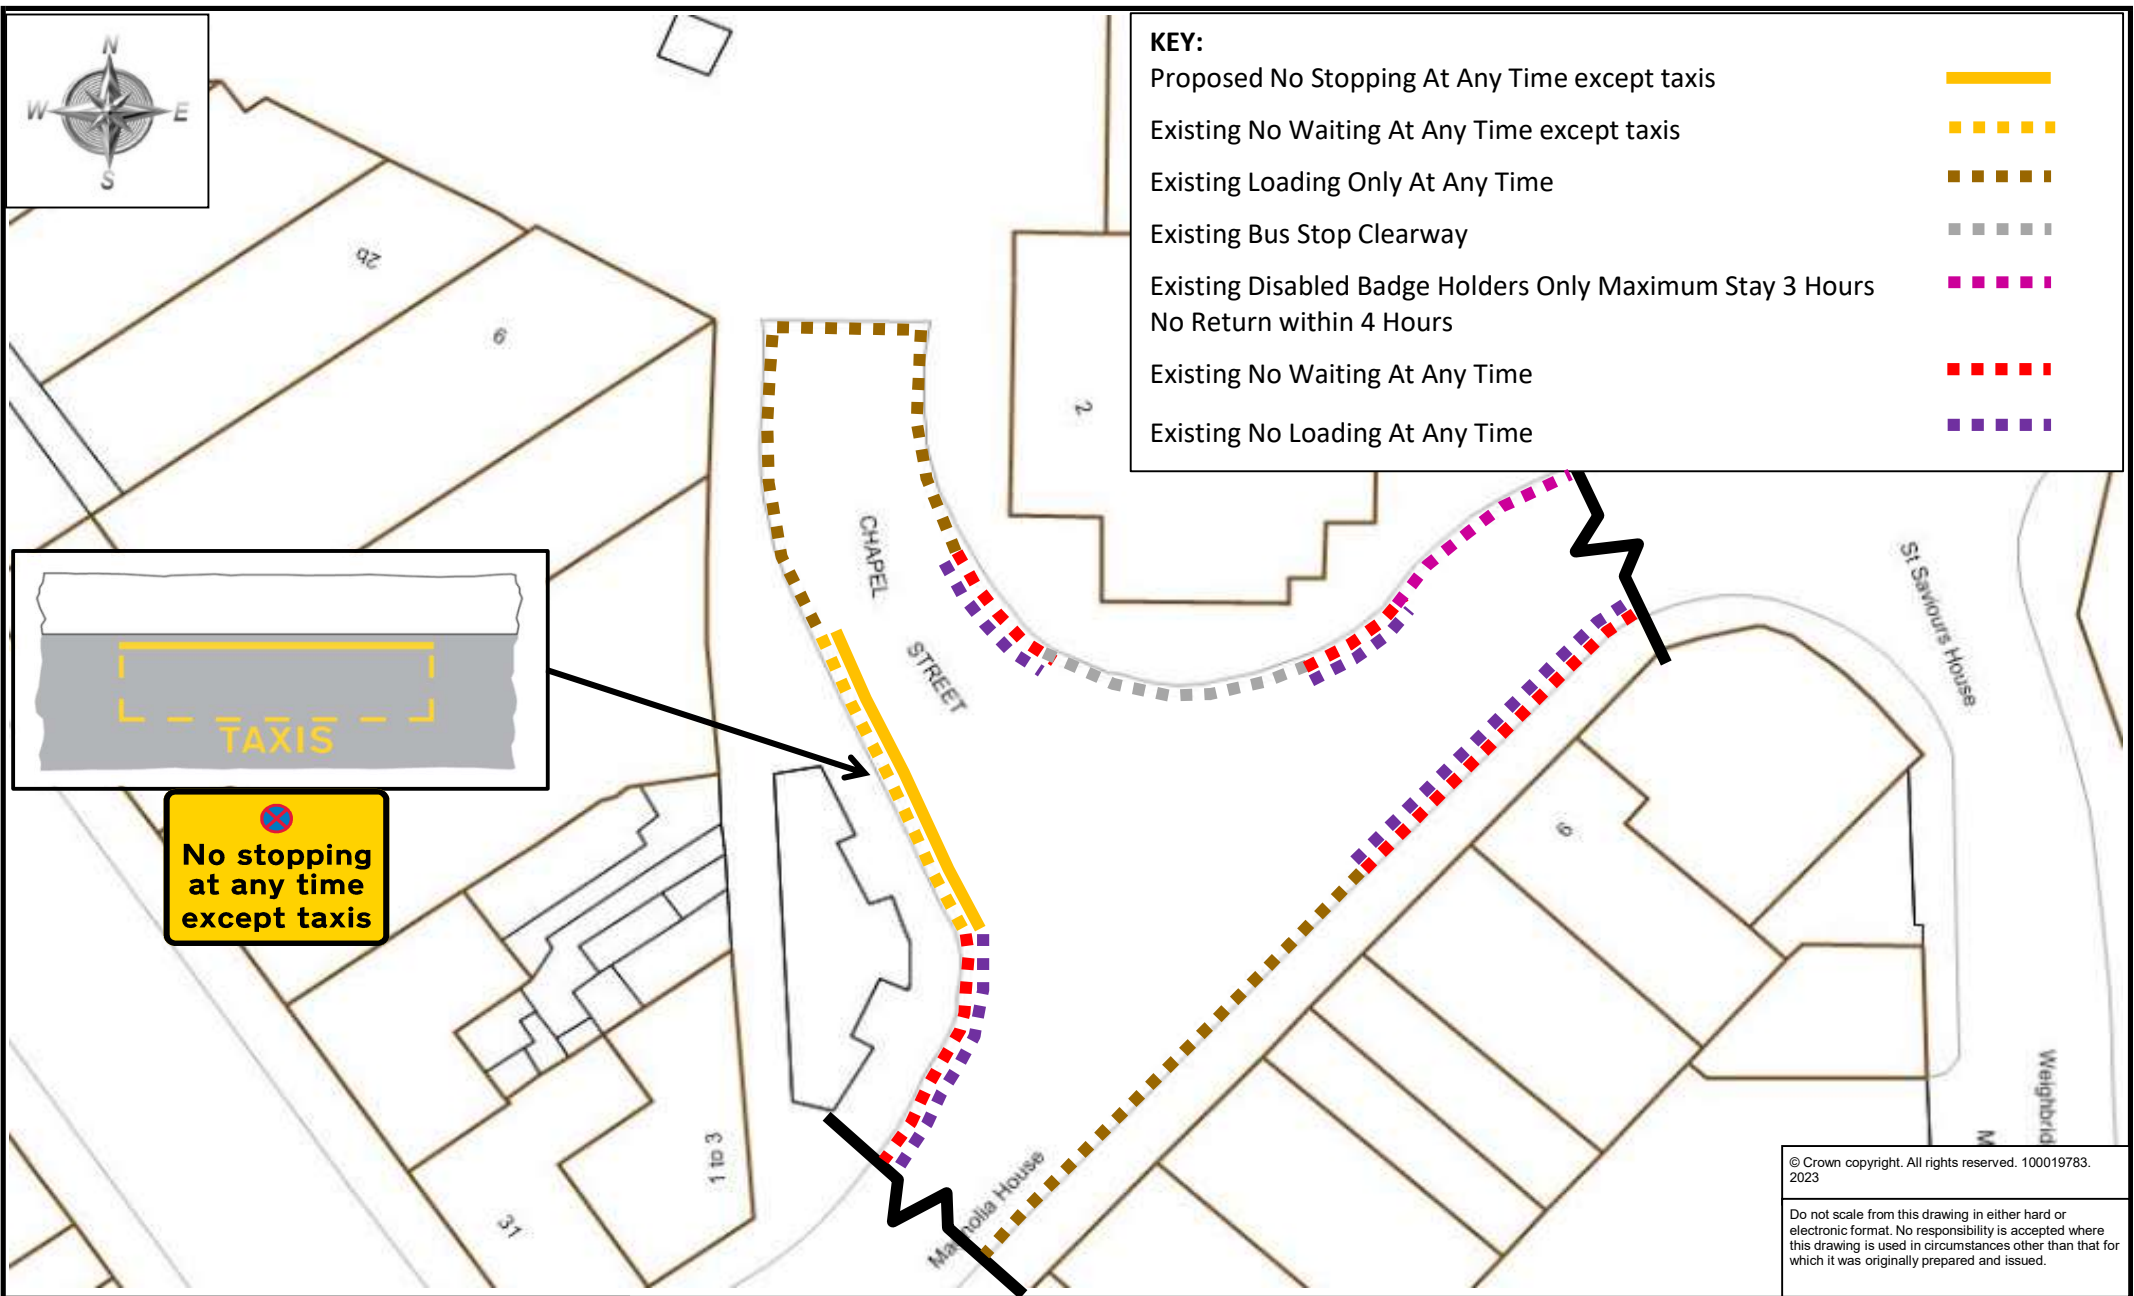 N
W
E
S
KEY:
Proposed No Stopping At Any Time except taxis
Existing No Waiting At Any Time except taxis
Existing Loading Only At Any Time
Existing Bus Stop Clearway
Existing Disabled Badge Holders Only Maximum Stay 3 Hours
No Return within 4 Hours
Existing No Waiting At Any Time
Existing No Loading At Any Time
2b
2
CHAPEL
STREET
St Saviours House
TAXIS
No stopping
at any time
except taxis
1 to 3
31
House
Weighbrid
M
© Crown copyright. All rights reserved. 100019783.
2023
Do not scale from this drawing in either hard or
electronic format. No responsibility is accepted where
this drawing is used in circumstances other than that for
which it was originally prepared and issued.